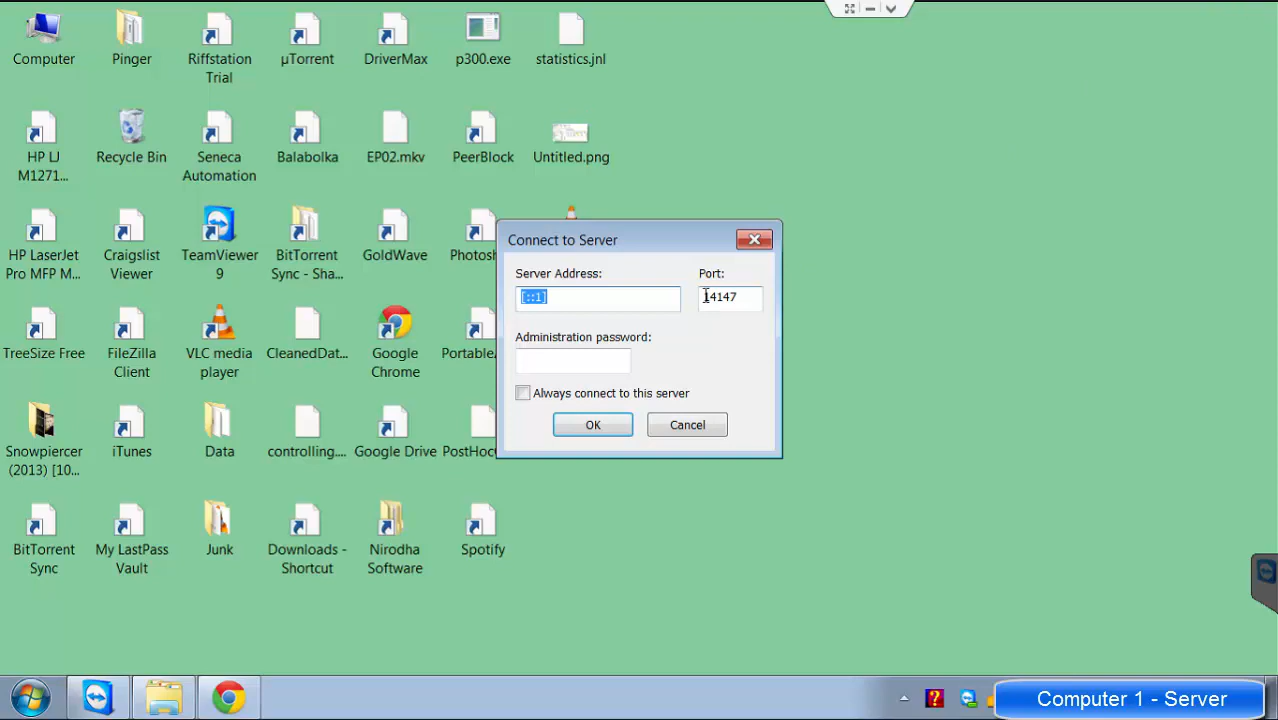 Computer
Pinger
Riffstation
Trial
µTorrent
DriverMax
p300.exe
statistics.jnl
HP LJ
M1271...
Recycle Bin
Seneca
Automation
Balabolka
EP02.mkv
PeerBlock
Untitled.png
HP LaserJet
Pro MFP M...
Craigslist
Viewer
TeamViewer
9
BitTorrent
Sync - Sha...
GoldWave
Photosh
TreeSize Free
FileZilla
Client
VLC media
player
CleanedDat...
Google
Chrome
Portable
Snowpiercer
(2013) [10...
iTunes
Data
controlling....
Google Drive
PostHoc
BitTorrent
Sync
My LastPass
Vault
Junk
Downloads -
Shortcut
Nirodha
Software
Spotify
Connect to Server
Server Address:
Port:
[::1]
14147
Administration password:
Always connect to this server
OK
Cancel
Computer 1 - Server